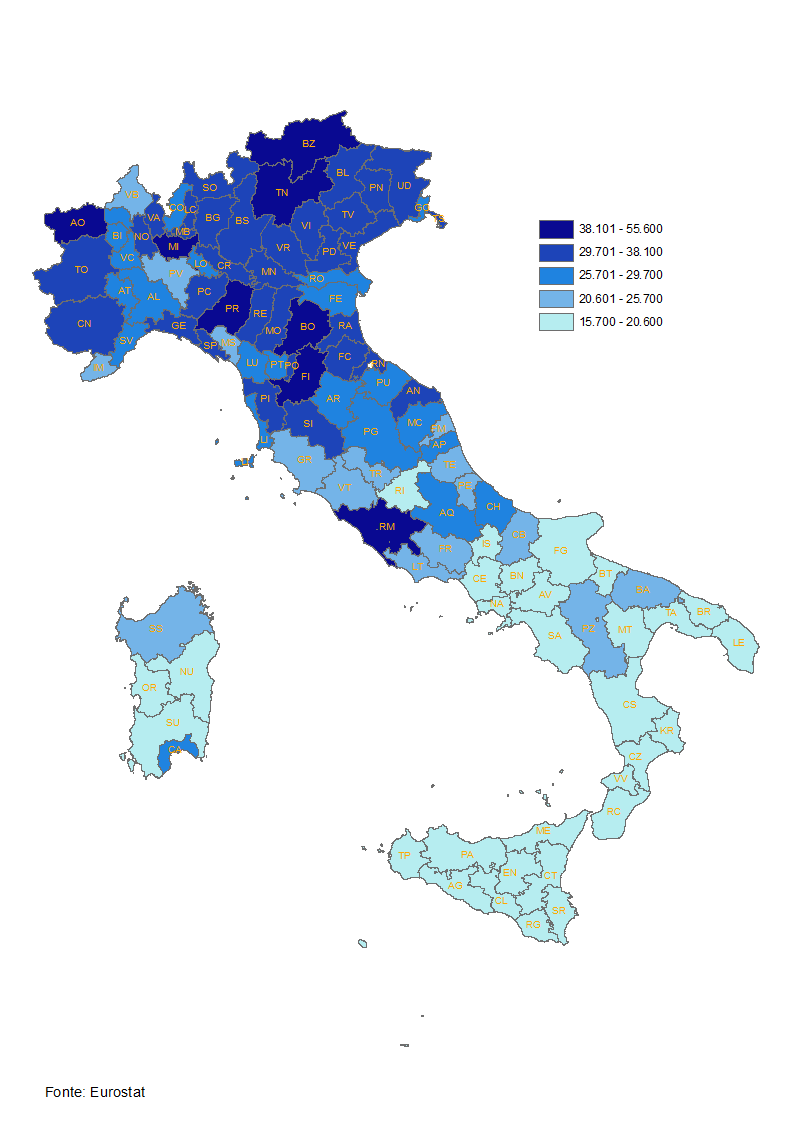 BZ
BL
TN
PN
UD
SO
VB
GO
TS
AO
VA
CO
LC
BG
BS
TV
VI
BI
NO
MB
MI
VR
PD
VE
VC
TO
PV
LO
CR
MN
AT
AL
PC
RO
FE
CN
PR
RE
BO
RA
GE
MO
SV
SP
MS
FC
IM
LU
PT
PO
FI
RN
PU
PI
AR
AN
SI
MC
FM
LI
PG
AP
GR
TR
TE
VT
RI
PE
AQ
CH
RM
LT
FR
IS
CB
FG
CE
BN
BT
BA
NA
AV
SA
PZ
MT
TA
BR
LE
SS
NU
OR
SU
CA
CS
KR
CZ
VV
RC
ME
TP
PA
EN
CT
AG
CL
SR
RG
38.101 - 55.600
29.701 - 38.100
25.701 - 29.700
20.601 - 25.700
15.700 - 20.600
Fonte: Eurostat